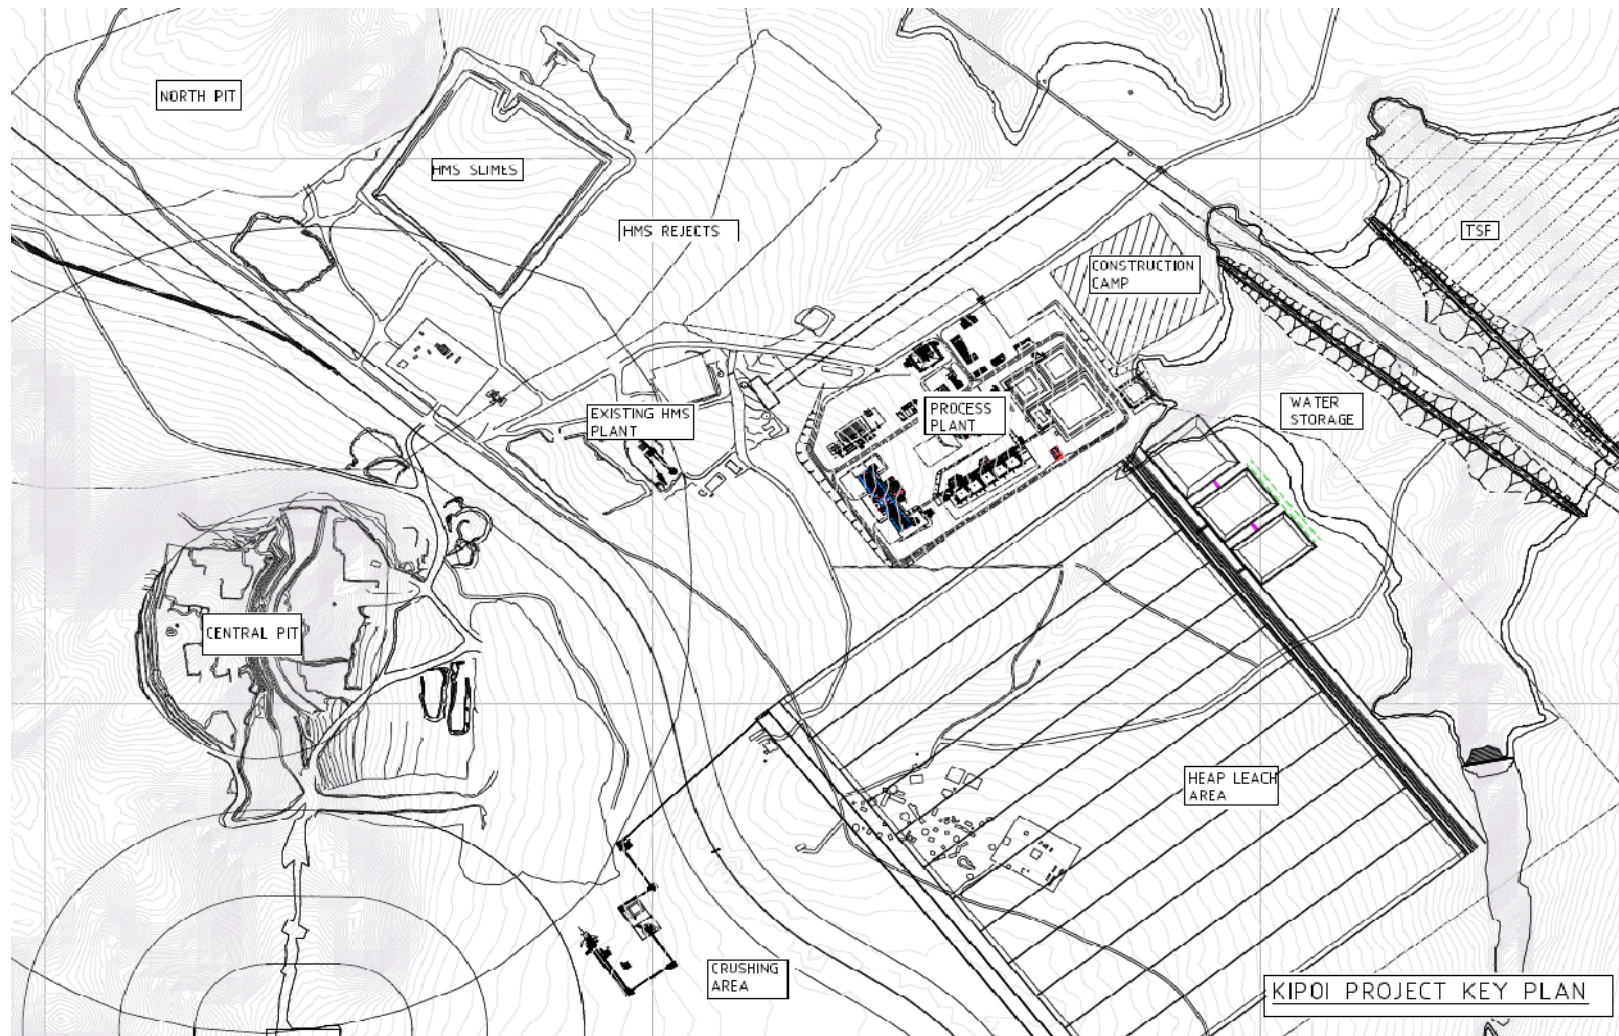 NORTH PIT
HMS SLIMES
HMS REJECTS
TSF
CONSTRUCTION
CAMP
WATER
STORAGE
EXISTING HMS
PLANT
PROCESS
PLANT
CENTRAL PIT
HEAP LEACH
AREA
CRUSHING
AREA
KIPOI PROJECT KEY PLAN